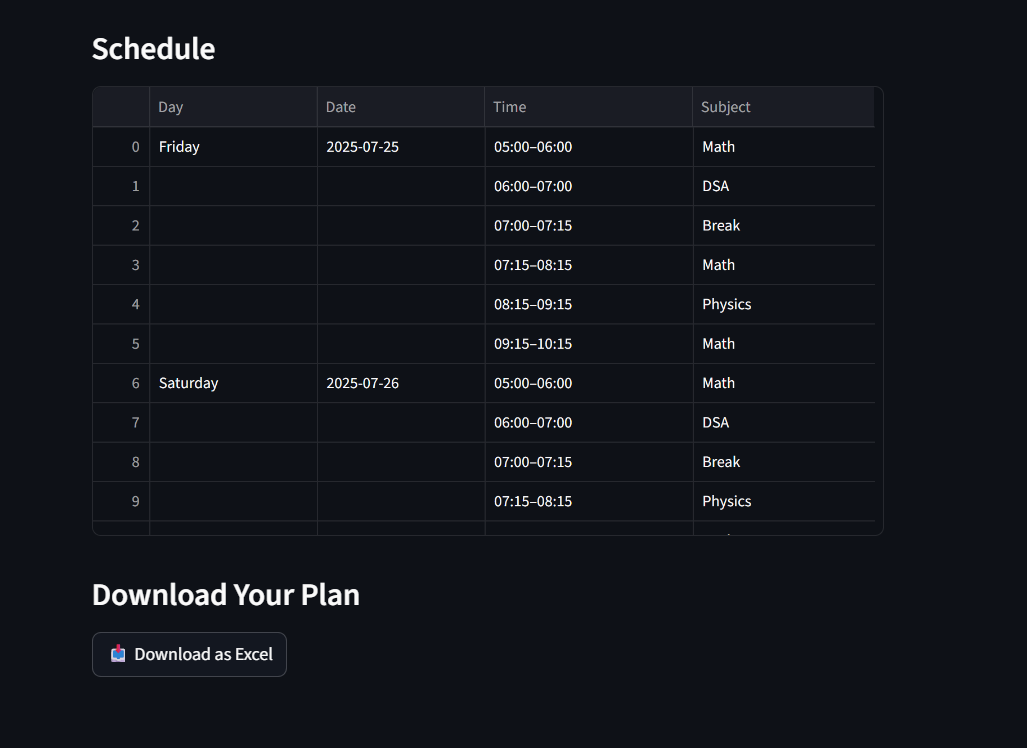 Schedule
Day Date Time Subject
0 Friday 2025-07-25 05:00–06:00 Math
1 06:00–07:00 DSA
2 07:00–07:15 Break
3 07:15–08:15 Math
4 08:15–09:15 Physics
5 09:15–10:15 Math
6 Saturday 2025-07-26 05:00–06:00 Math
7 06:00–07:00 DSA
8 07:00–07:15 Break
9 07:15–08:15 Physics
Download Your Plan
Download as Excel